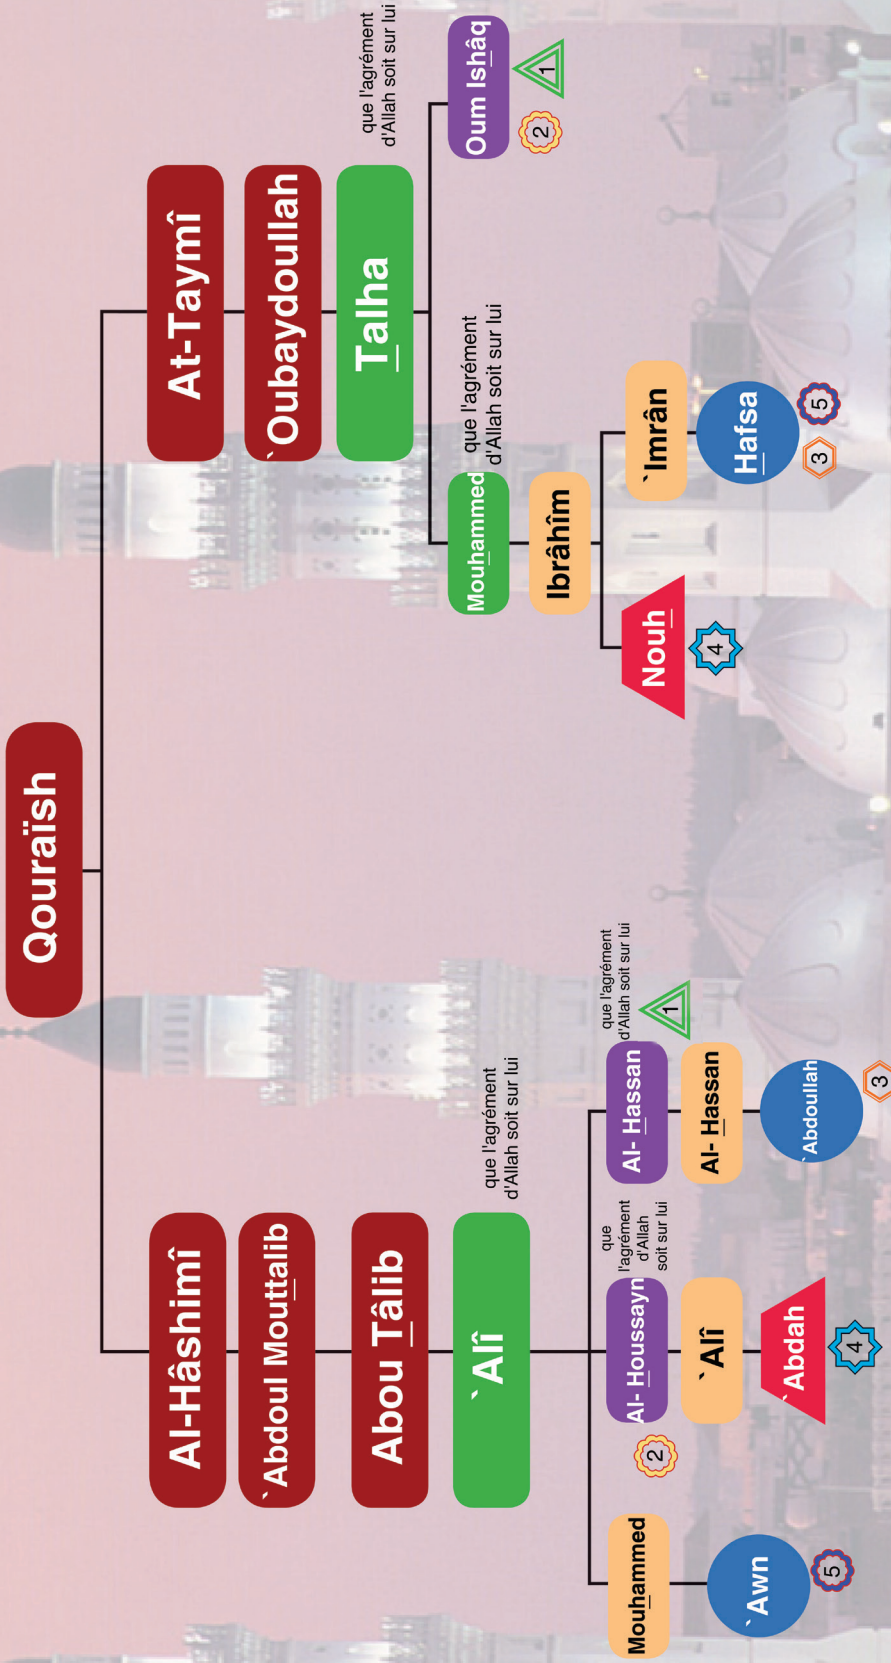 Qouraïsh
Al-Hâshimî
`Abdoul Mouttalib
Abou Tâlib
`Alî
que l'agrément
d'Allah soit sur lui
Mouhammed
`Awn
5
Al- Houssayn
que
l'agrément
d'Allah
soit sur lui
2
`Alî
`Abdah
4
Al- Hassan
que l'agrément
d'Allah soit sur lui
1
Al- Hassan
`Abdoullah
3
At-Taymî
`Oubaydoullah
Talha
que l'agrément
d'Allah soit sur lui
Mouhammed
que l'agrément
d'Allah soit sur lui
Ibrâhîm
Nouh
4
`Imrân
Hafsa
3
5
Oum Ishâq
2
1